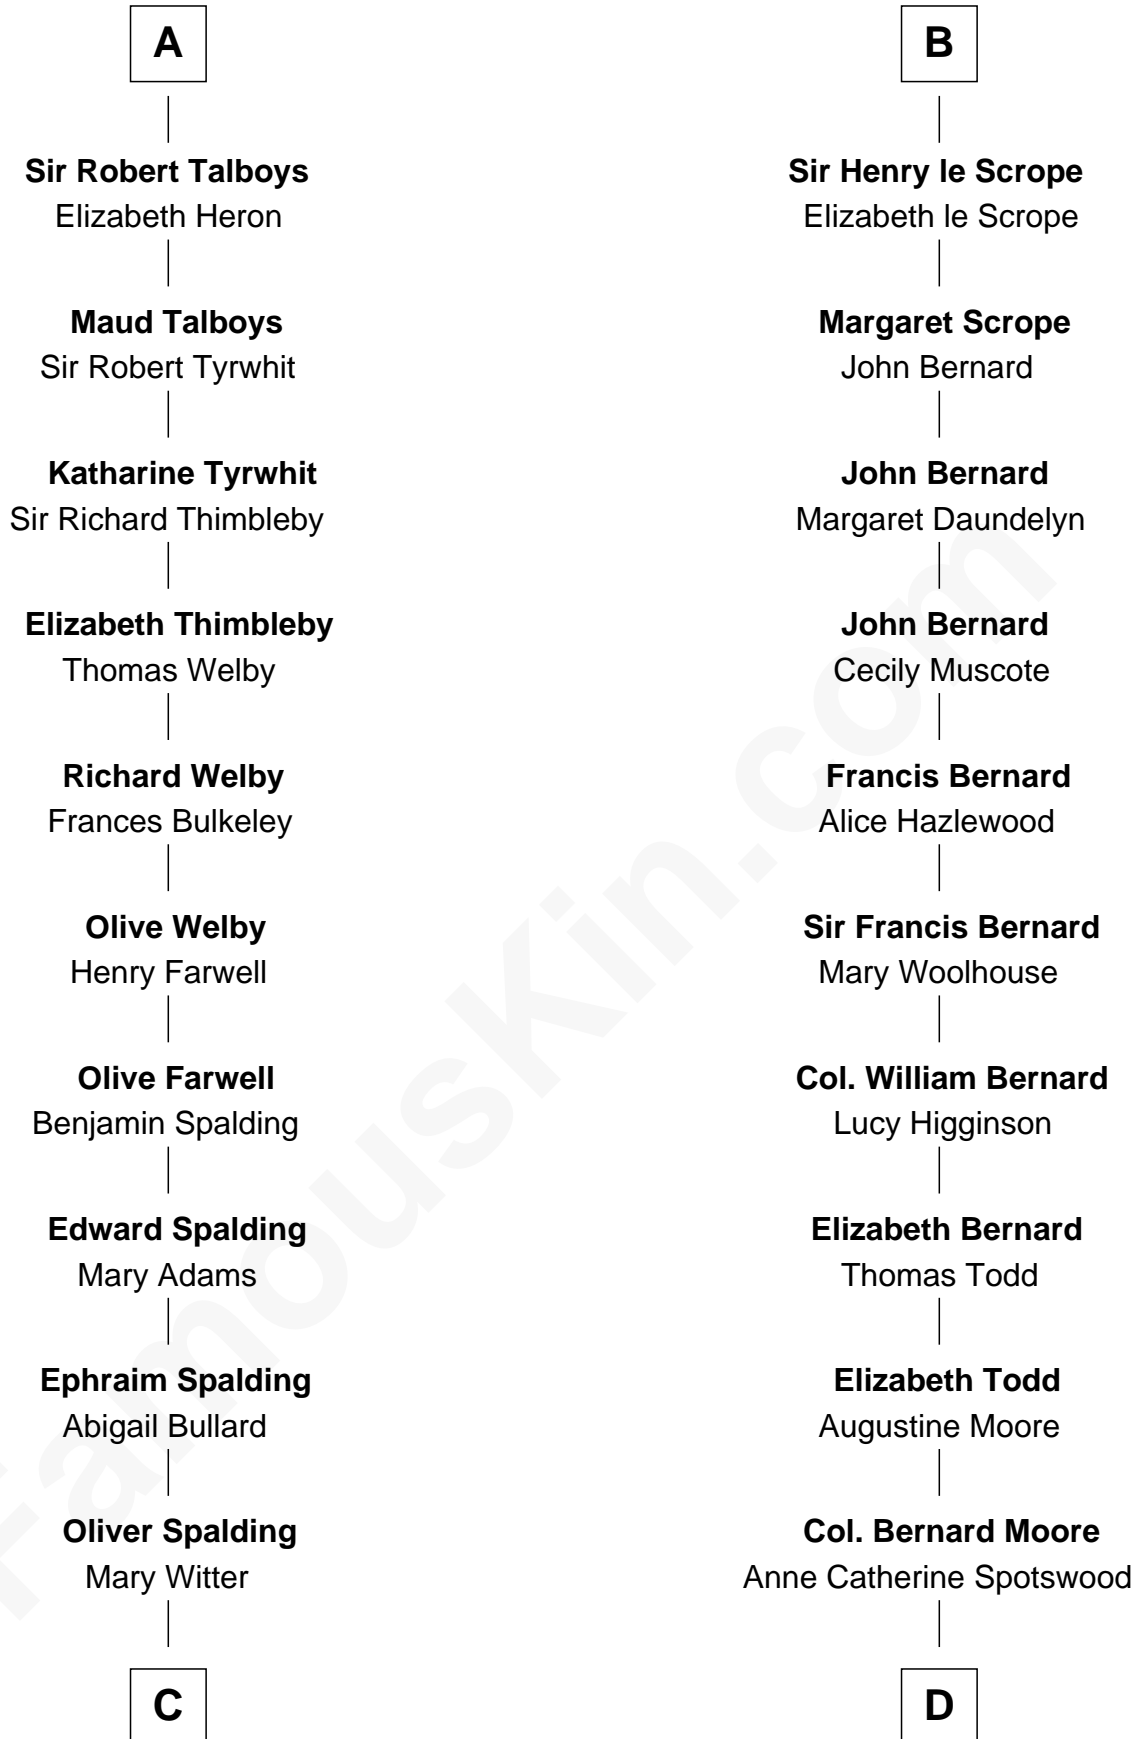 A
Sir Robert Talboys
Elizabeth Heron
Maud Talboys
Sir Robert Tyrwhit
Katharine Tyrwhit
Sir Richard Thimbleby
Elizabeth Thimbleby
Thomas Welby
Richard Welby
Frances Bulkeley
Olive Welby
Henry Farwell
Olive Farwell
Benjamin Spalding
Edward Spalding
Mary Adams
Ephraim Spalding
Abigail Bullard
Oliver Spalding
Mary Witter
C
B
Sir Henry le Scrope
Elizabeth le Scrope
Margaret Scrope
John Bernard
John Bernard
Margaret Daundelyn
John Bernard
Cecily Muscote
Francis Bernard
Alice Hazlewood
Sir Francis Bernard
Mary Woolhouse
Col. William Bernard
Lucy Higginson
Elizabeth Bernard
Thomas Todd
Elizabeth Todd
Augustine Moore
Col. Bernard Moore
Anne Catherine Spotswood
D
FamousKin.com